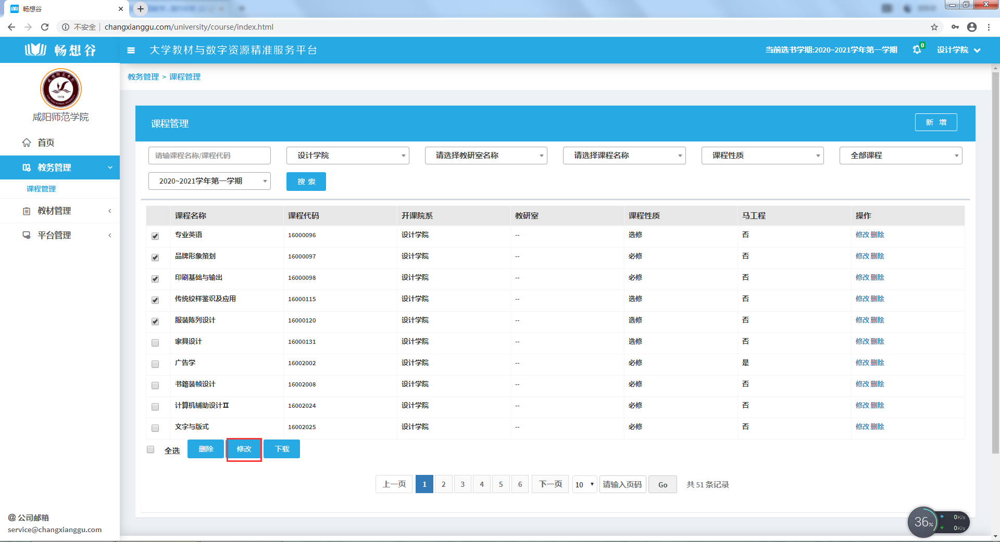 畅想谷
不安全 changxianggu.com/university/course/index.html
畅想谷 大学教材与数字资源精准服务平台 当前选书学期:2020~2021学年第一学期 0 设计学院
咸阳师范学院
首页
教务管理
课程管理
教材管理
平台管理
@ 公司邮箱
service@changxianggu.com
教务管理 > 课程管理
课程管理 新 增
请输课程名称/课程代码 设计学院 请选择教研室名称 请选择课程名称 课程性质 全部课程
2020~2021学年第一学期 搜 索
课程名称 课程代码 开课院系 教研室 课程性质 马工程 操作
专业英语 16000096 设计学院 -- 选修 否 修改 删除
品牌形象策划 16000097 设计学院 -- 必修 否 修改 删除
印刷基础与输出 16000098 设计学院 -- 必修 否 修改 删除
传统纹样鉴识及应用 16000115 设计学院 -- 选修 否 修改 删除
服装陈列设计 16000120 设计学院 -- 选修 否 修改 删除
家具设计 16000131 设计学院 -- 选修 否 修改 删除
广告学 16002002 设计学院 -- 必修 是 修改 删除
书籍装帧设计 16002008 设计学院 -- 必修 否 修改 删除
计算机辅助设计II 16002024 设计学院 -- 必修 否 修改 删除
文字与版式 16002025 设计学院 -- 必修 否 修改 删除
全选 删除 修改 下载
上一页 1 2 3 4 5 6 下一页 10 请输入页码 Go 共 51 条记录
36% 0K/s
0K/s